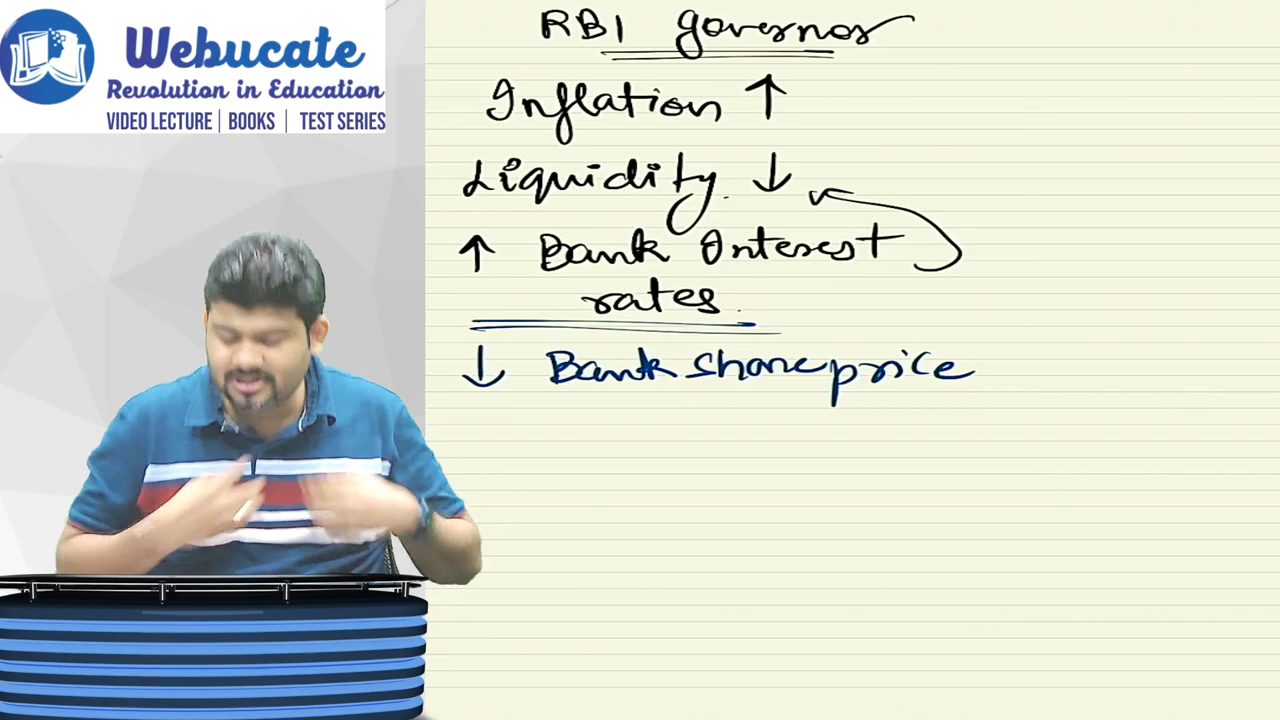 Webucate
Revolution in Education
VIDEO LECTURE | BOOKS | TEST SERIES
RBI governor
Inflation ↑
Liquidity ↓
↑ Bank Interest
rates.
↓ Bank share price